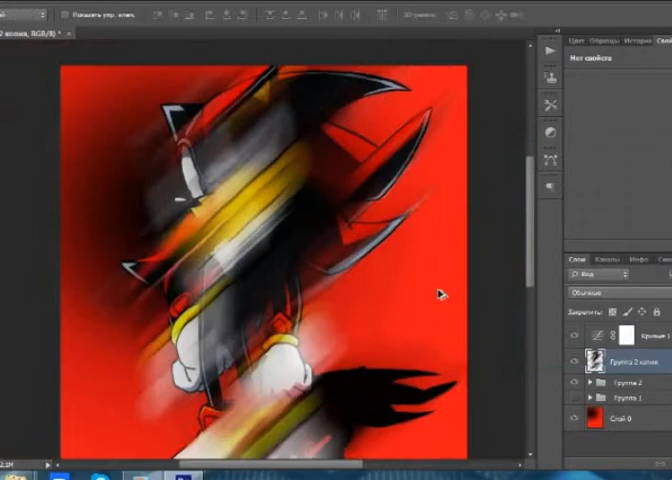 Показать упр. элем.
2 копия, RGB/8) *
Цвет Образцы История
Нет свойств
Слои Каналы Инфо
Вид
Обычные
Закрепить:
Кривые 1
Группа 2 копия
Группа 2
Группа 1
Слой 0